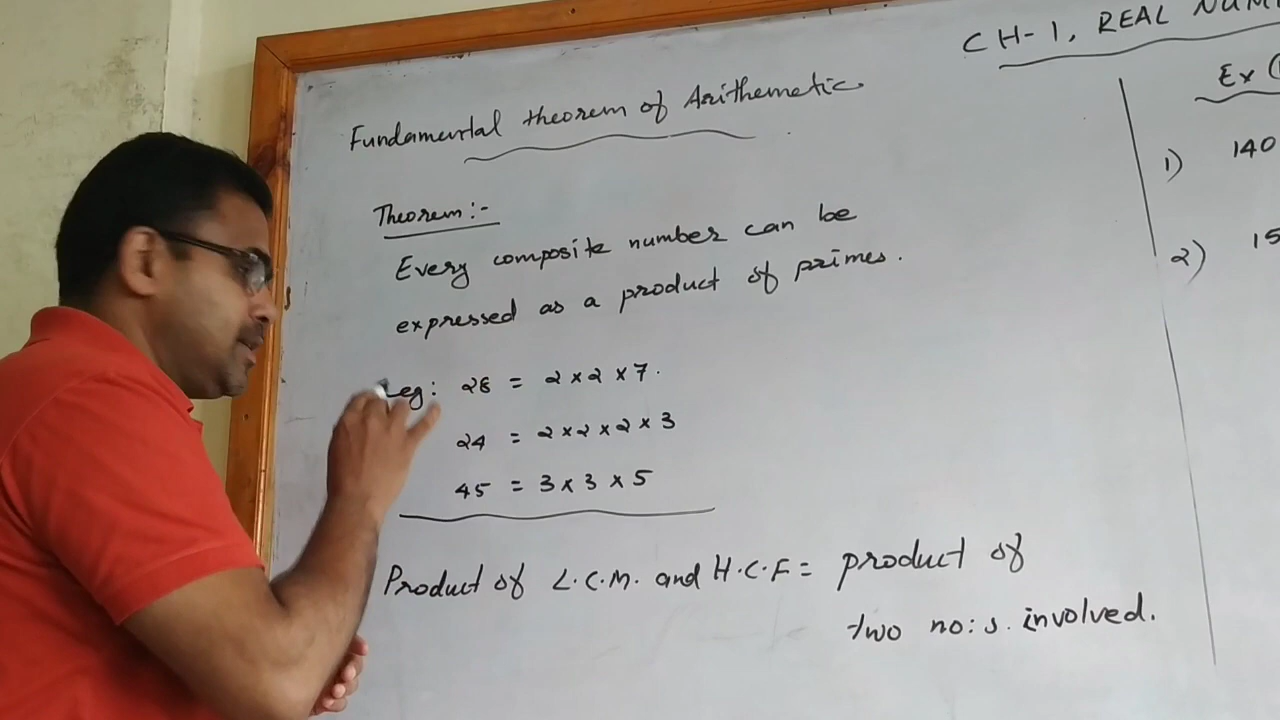 CH-1, REAL NUM
Fundamental theorem of Arithematic.
Theorem :-
Every composite number can be
expressed as a product of primes.
eg: 28 = 2 × 2 × 7.
24 = 2 × 2 × 2 × 3
45 = 3 × 3 × 5
Product of L.C.M. and H.C.F = product of
two no:s. involved.
Ex (
1) 140
2) 15